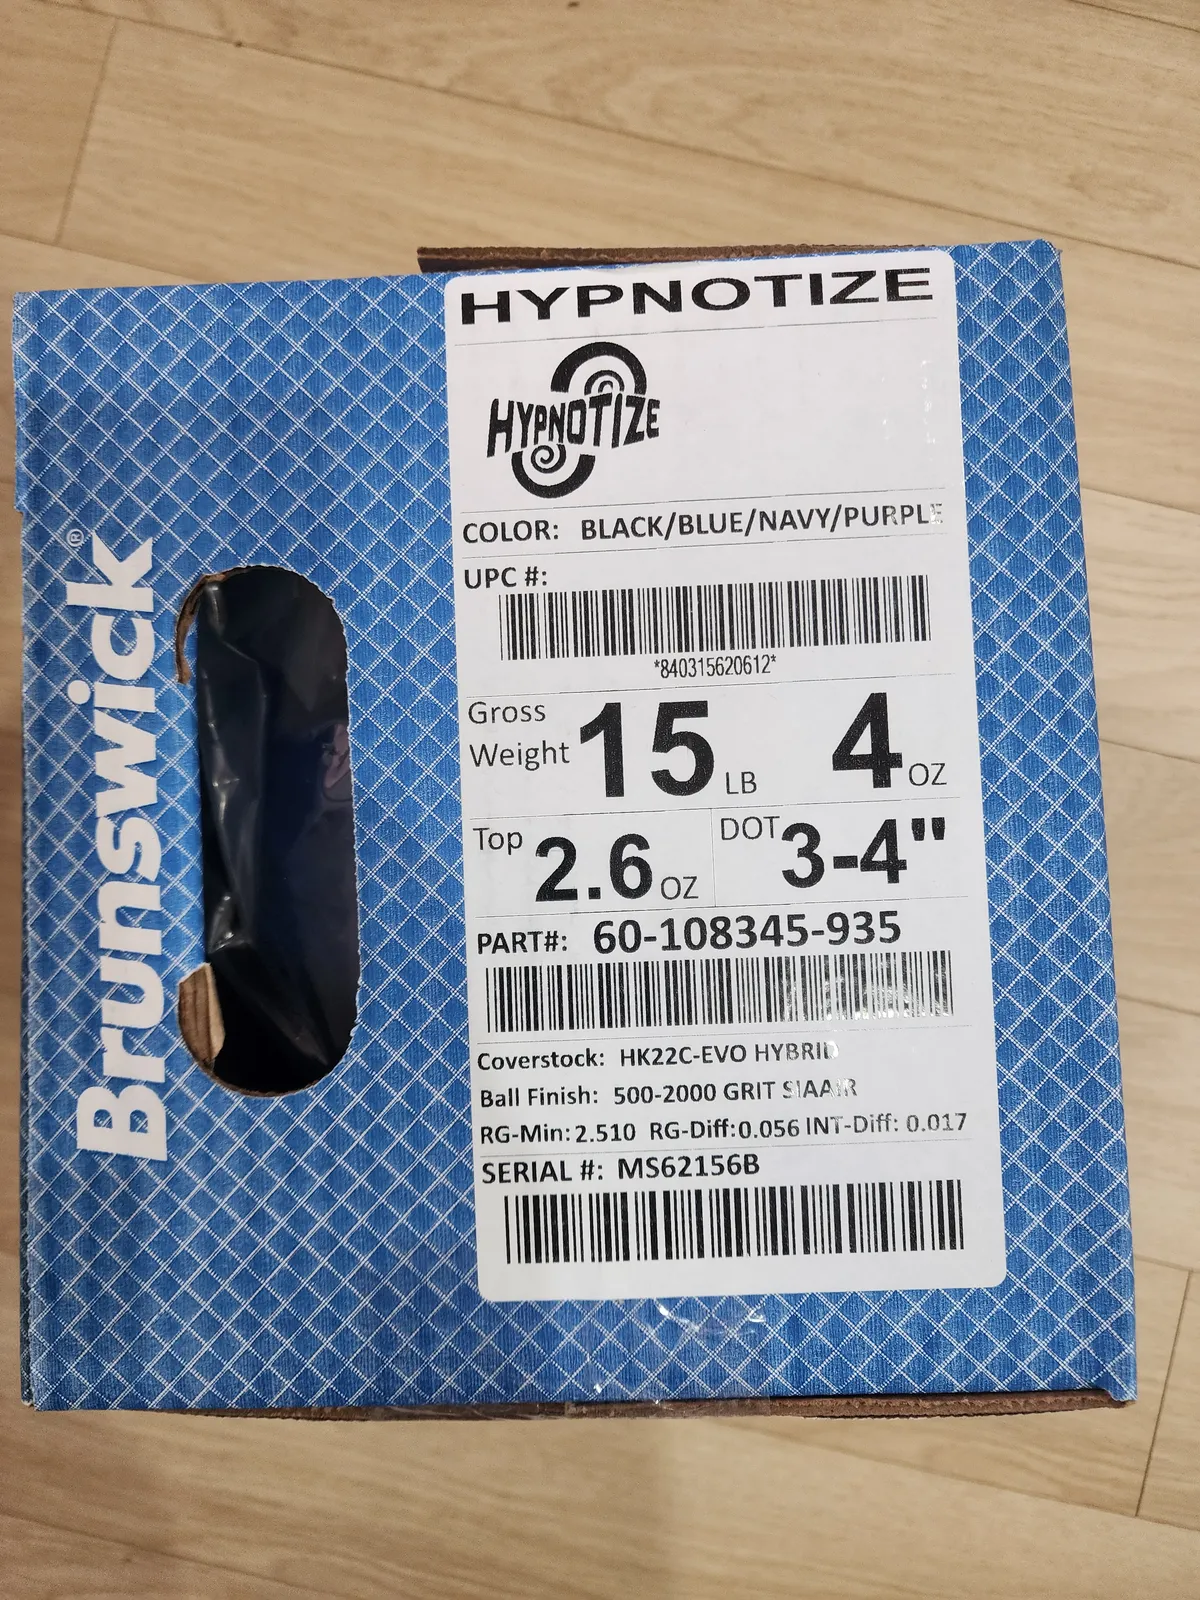 HYPNOTIZE
HYPNOTIZE
COLOR: BLACK/BLUE/NAVY/PURPLE
UPC #:
*840315620612*
Gross Weight 15 LB 4 OZ
Top 2.6 OZ DOT 3-4"
PART#: 60-108345-935
Coverstock: HK22C-EVO HYBRID
Ball Finish: 500-2000 GRIT SIAAIR
RG-Min: 2.510 RG-Diff:0.056 INT-Diff: 0.017
SERIAL #: MS62156B
Brunswick®